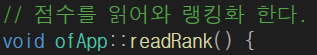 // 점수를 읽어와 랭킹화 한다.
void ofApp::readRank() {